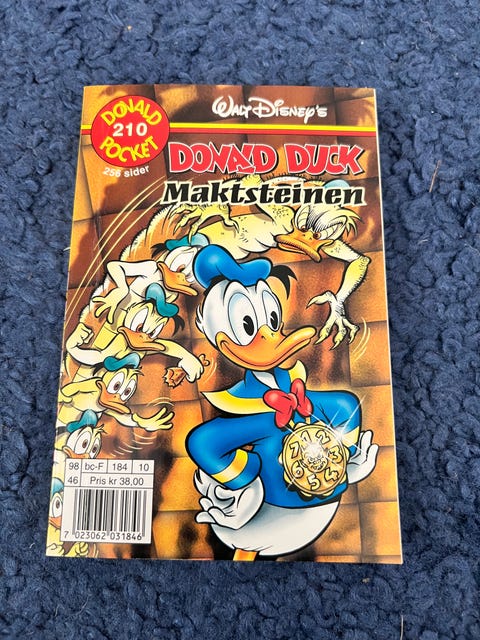 DONALD
210
POCKET
256 sider
WALT DISNEY'S
DONALD DUCK
Maktsteinen
98 bc-F 184 10
46 Pris kr 38,00
7 023062 031846